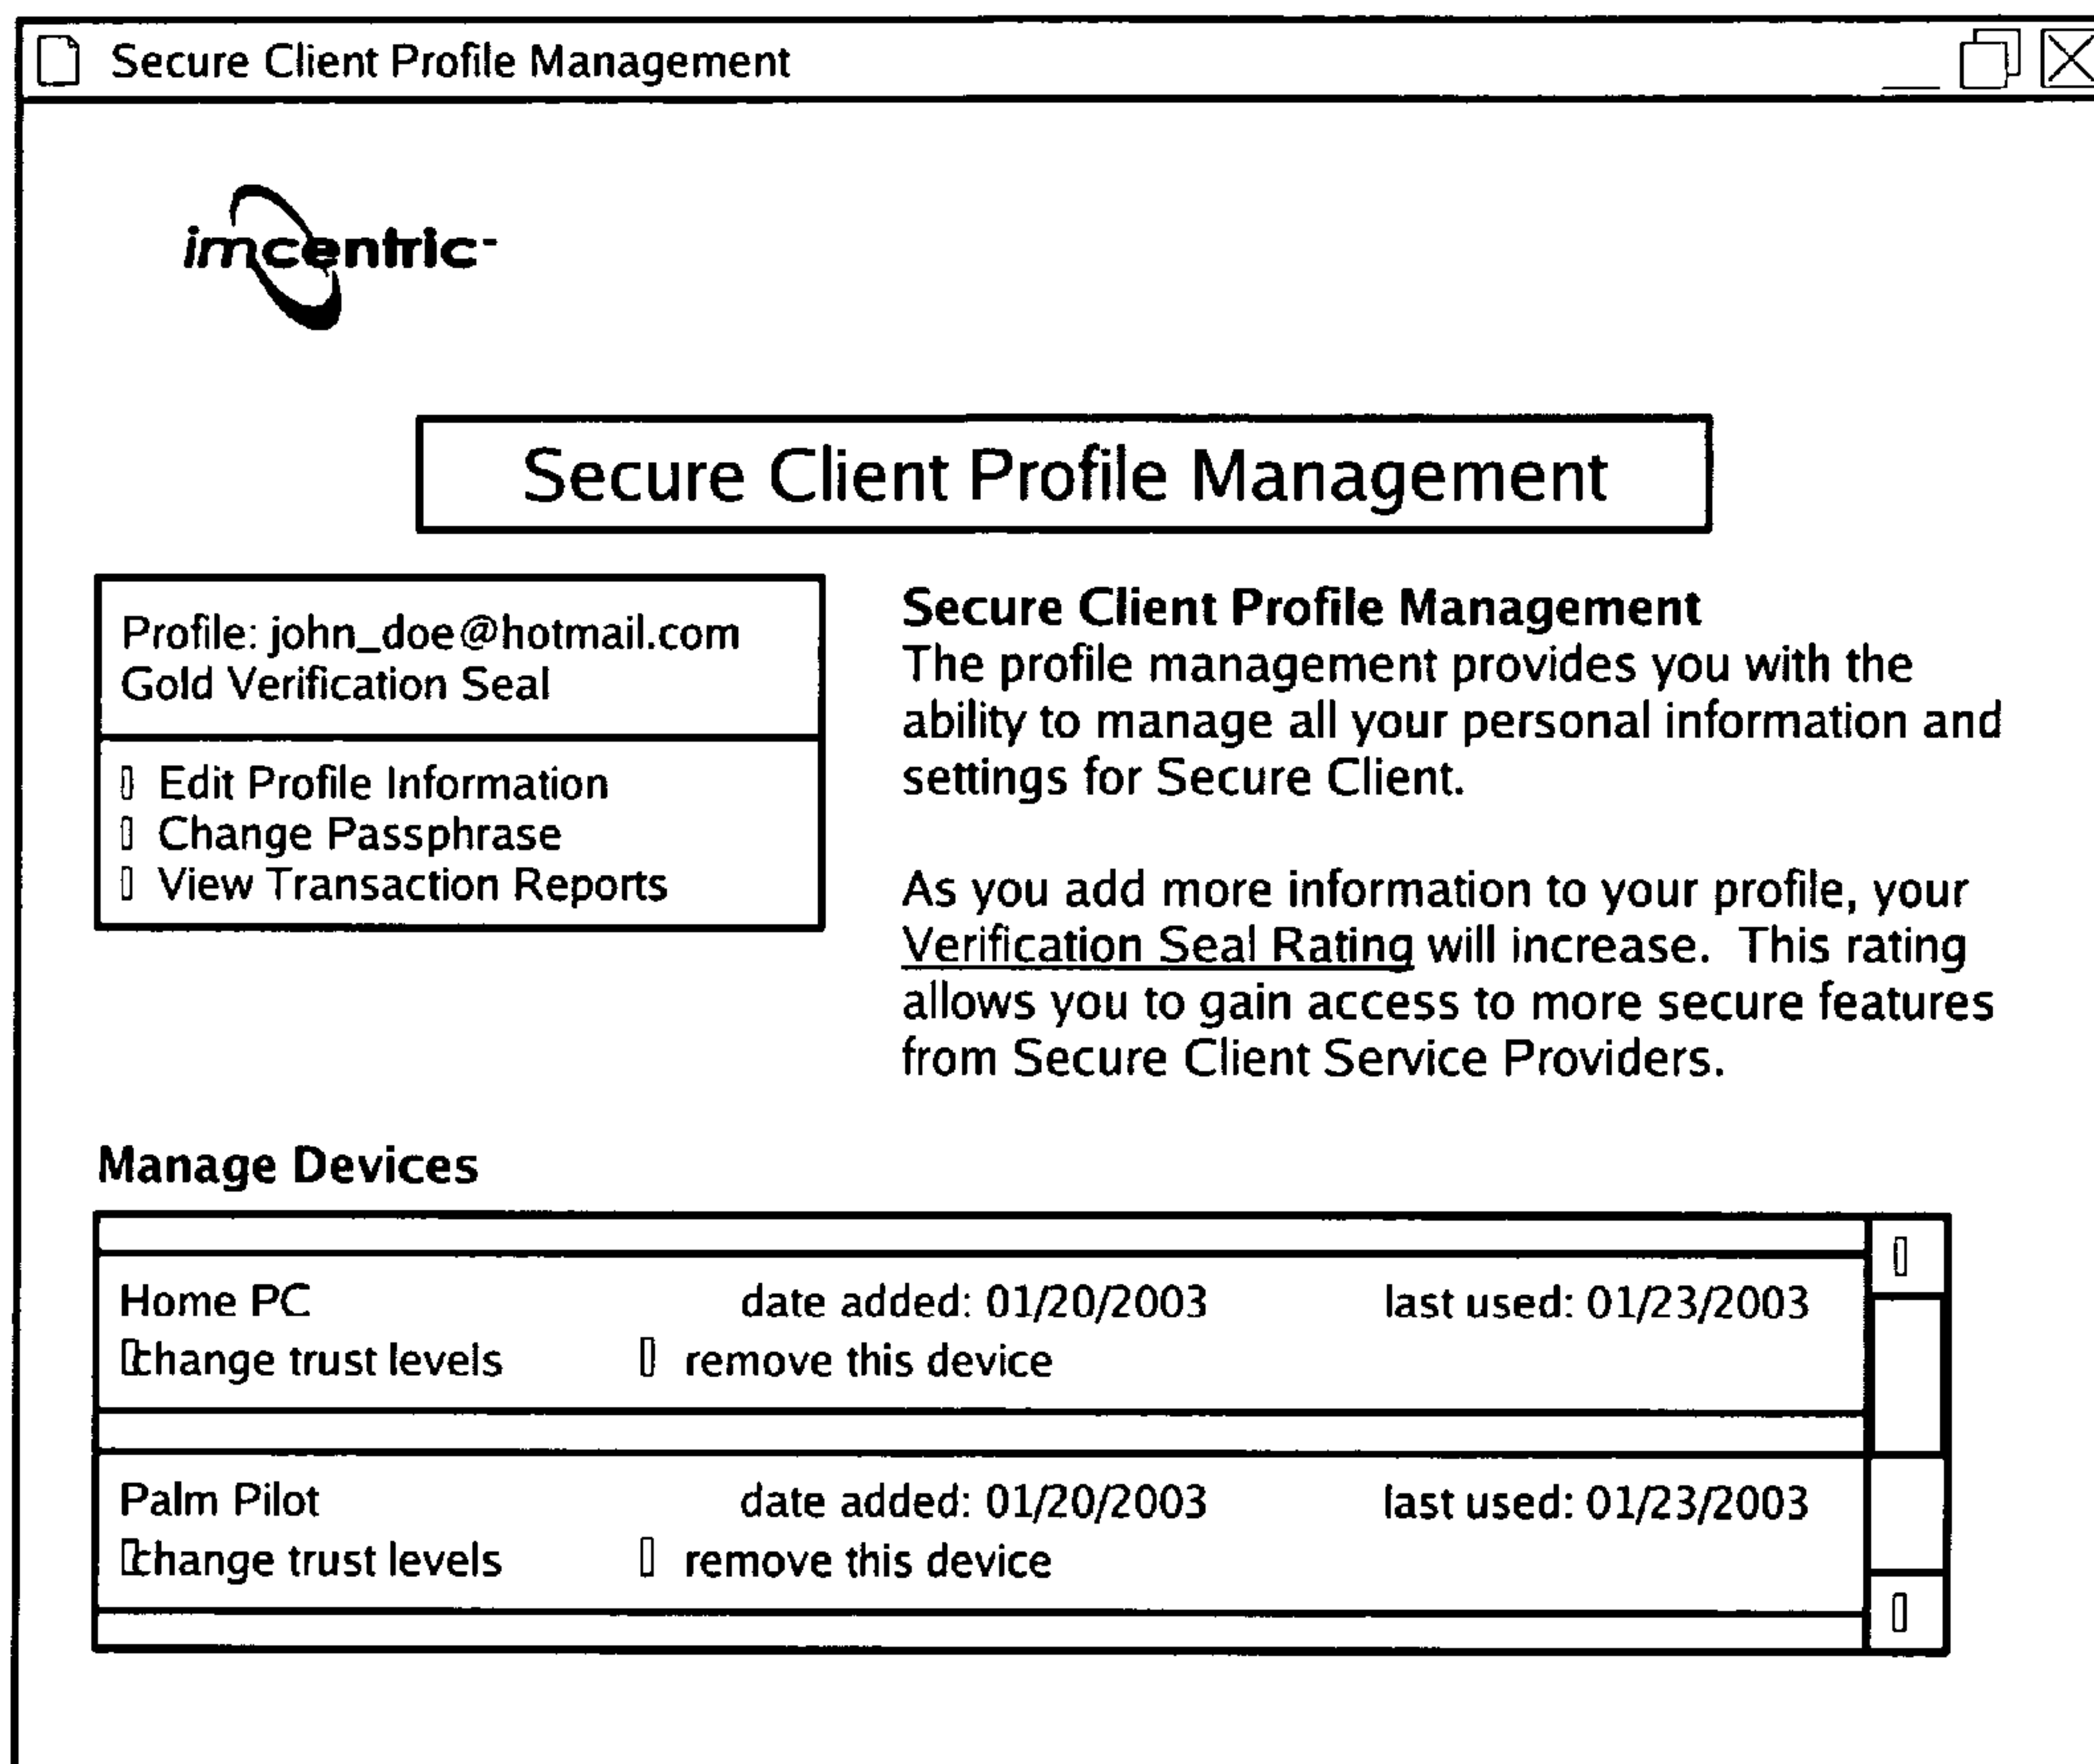 Secure Client Profile Management
imcentric
Secure Client Profile Management
Profile: john_doe@hotmail.com
Gold Verification Seal
Edit Profile Information
Change Passphrase
View Transaction Reports
Secure Client Profile Management
The profile management provides you with the
ability to manage all your personal information and
settings for Secure Client.
As you add more information to your profile, your
Verification Seal Rating will increase. This rating
allows you to gain access to more secure features
from Secure Client Service Providers.
Manage Devices
Home PC date added: 01/20/2003 last used: 01/23/2003
change trust levels remove this device
Palm Pilot date added: 01/20/2003 last used: 01/23/2003
change trust levels remove this device